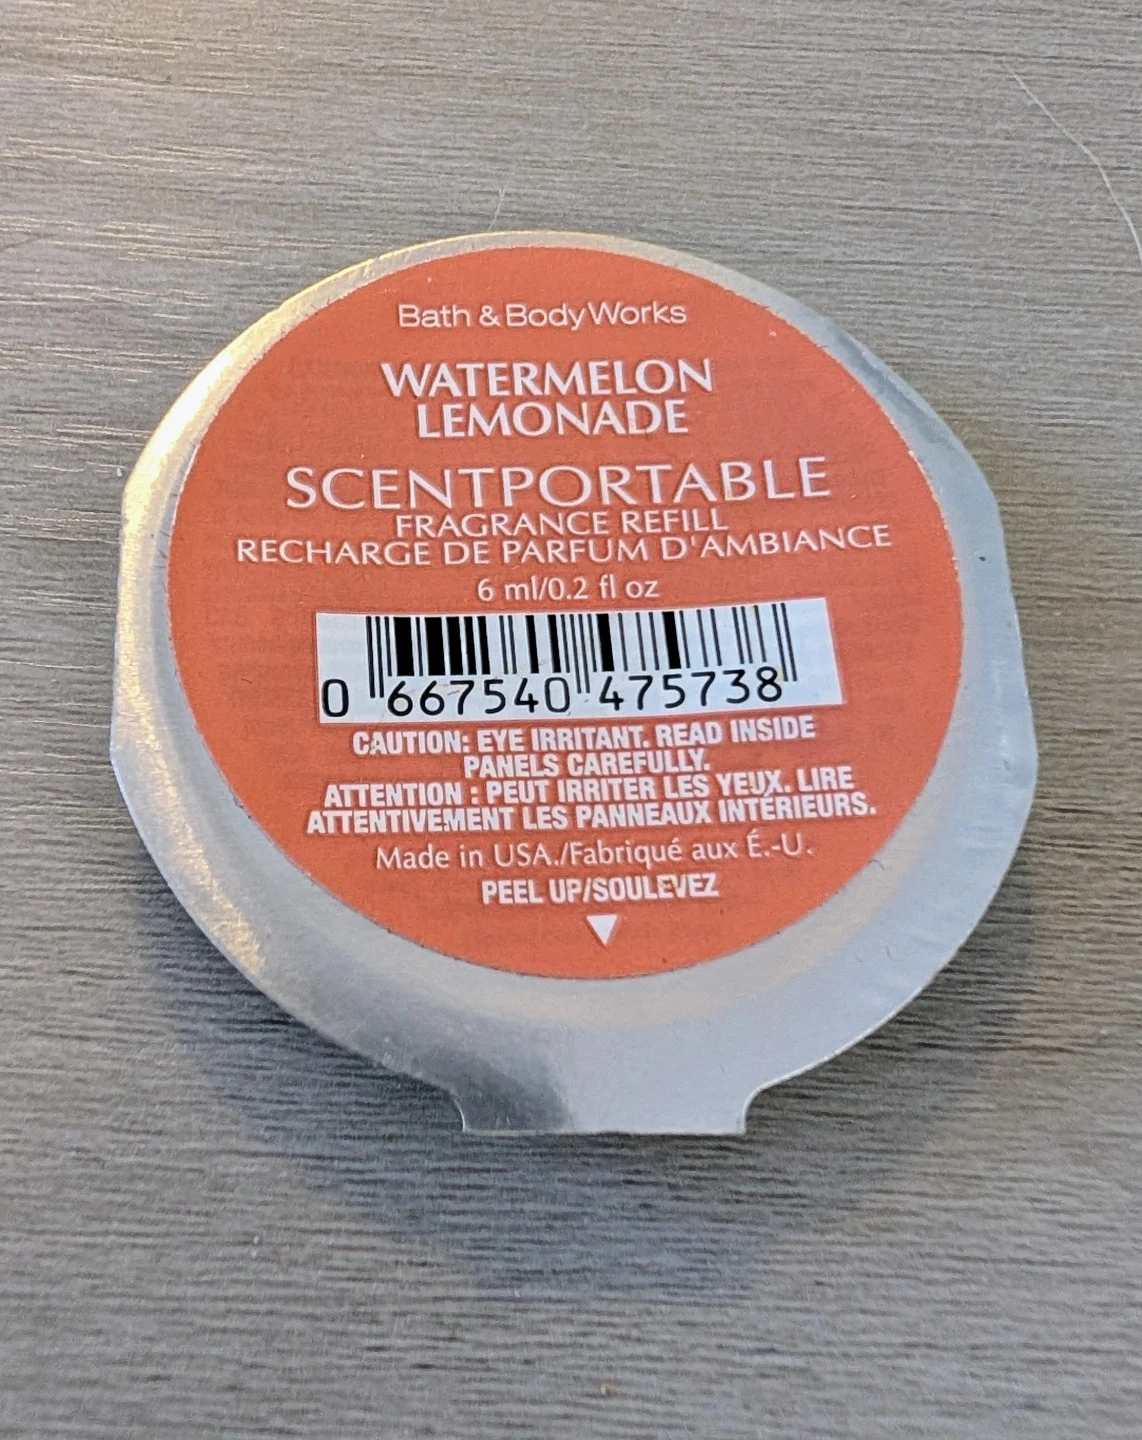 Bath & Body Works
WATERMELON
LEMONADE
SCENTPORTABLE
FRAGRANCE REFILL
RECHARGE DE PARFUM D'AMBIANCE
6 ml/0.2 fl oz
0 667540 475738
CAUTION: EYE IRRITANT. READ INSIDE
PANELS CAREFULLY.
ATTENTION : PEUT IRRITER LES YEUX. LIRE
ATTENTIVEMENT LES PANNEAUX INTÉRIEURS.
Made in USA./Fabriqué aux É.-U.
PEEL UP/SOULEVEZ